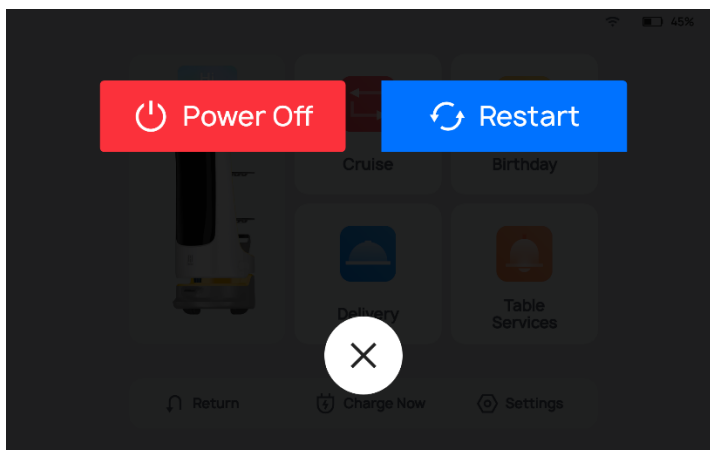 45%
Power Off
Restart
Cruise
Birthday
Delivery
Table
Services
Return
Charge Now
Settings